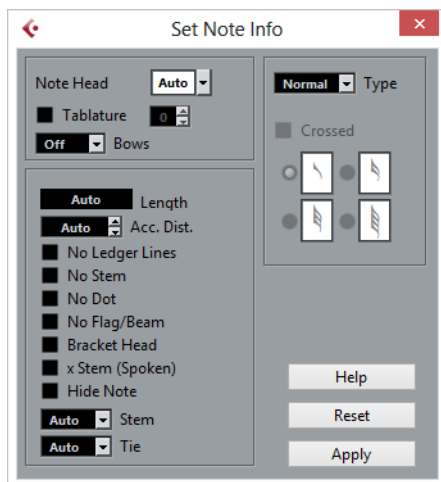 Set Note Info
Note Head Auto
Tablature 0
Off Bows
Auto Length
Auto Acc. Dist.
No Ledger Lines
No Stem
No Dot
No Flag/Beam
Bracket Head
x Stem (Spoken)
Hide Note
Auto Stem
Auto Tie
Normal Type
Crossed
Help
Reset
Apply